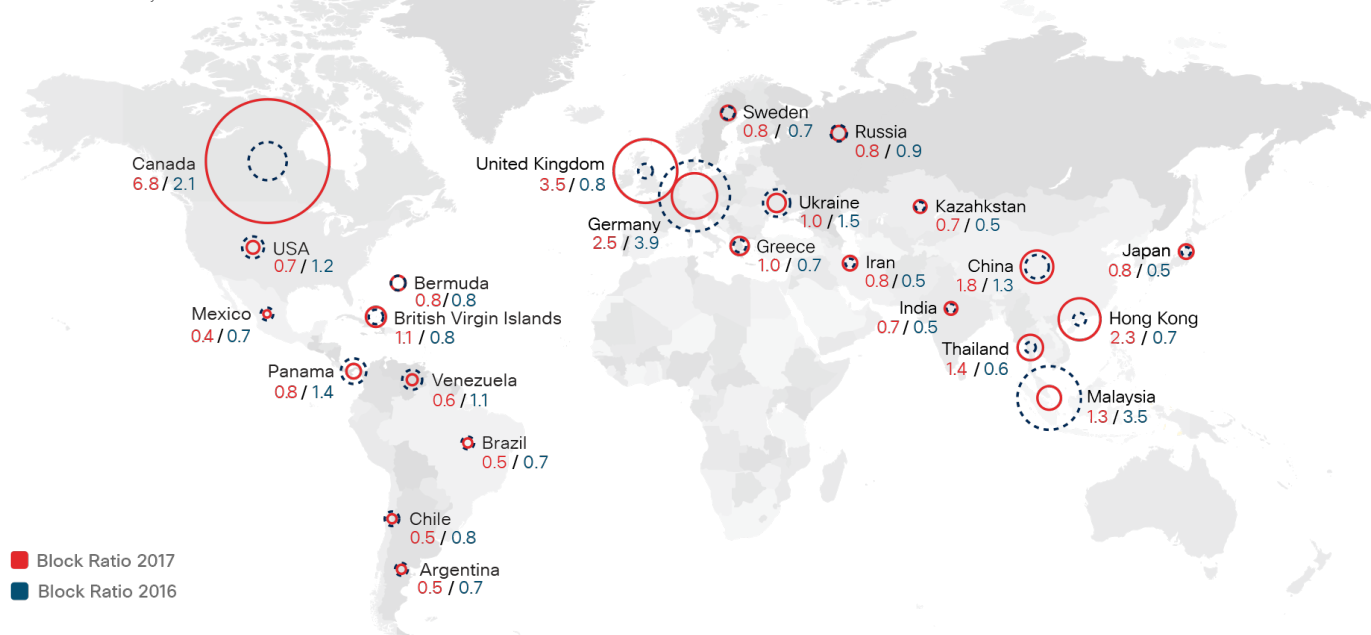 Sweden
0.8 / 0.7
Russia
0.8 / 0.9
Canada
6.8 / 2.1
United Kingdom
3.5 / 0.8
Germany
2.5 / 3.9
Ukraine
1.0 / 1.5
Kazahkstan
0.7 / 0.5
USA
0.7 / 1.2
Greece
1.0 / 0.7
Iran
0.8 / 0.5
China
1.8 / 1.3
Japan
0.8 / 0.5
Bermuda
0.8 / 0.8
Mexico
0.4 / 0.7
British Virgin Islands
1.1 / 0.8
India
0.7 / 0.5
Hong Kong
2.3 / 0.7
Thailand
1.4 / 0.6
Panama
0.8 / 1.4
Venezuela
0.6 / 1.1
Malaysia
1.3 / 3.5
Brazil
0.5 / 0.7
Chile
0.5 / 0.8
Argentina
0.5 / 0.7
Block Ratio 2017
Block Ratio 2016